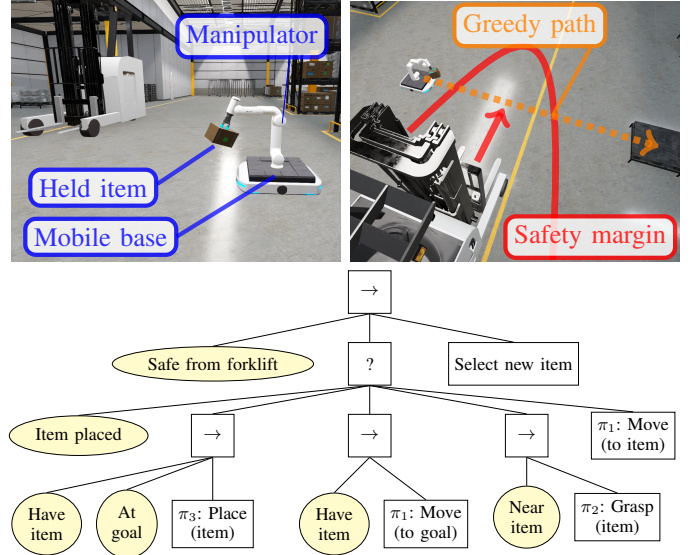 Manipulator
Held item
Mobile base
Greedy path
Safety margin
→
Safe from forklift
?
Select new item
Item placed
→
→
→
π₁: Move
(to item)
Have
item
At
goal
π₃: Place
(item)
Have
item
π₁: Move
(to goal)
Near
item
π₂: Grasp
(item)